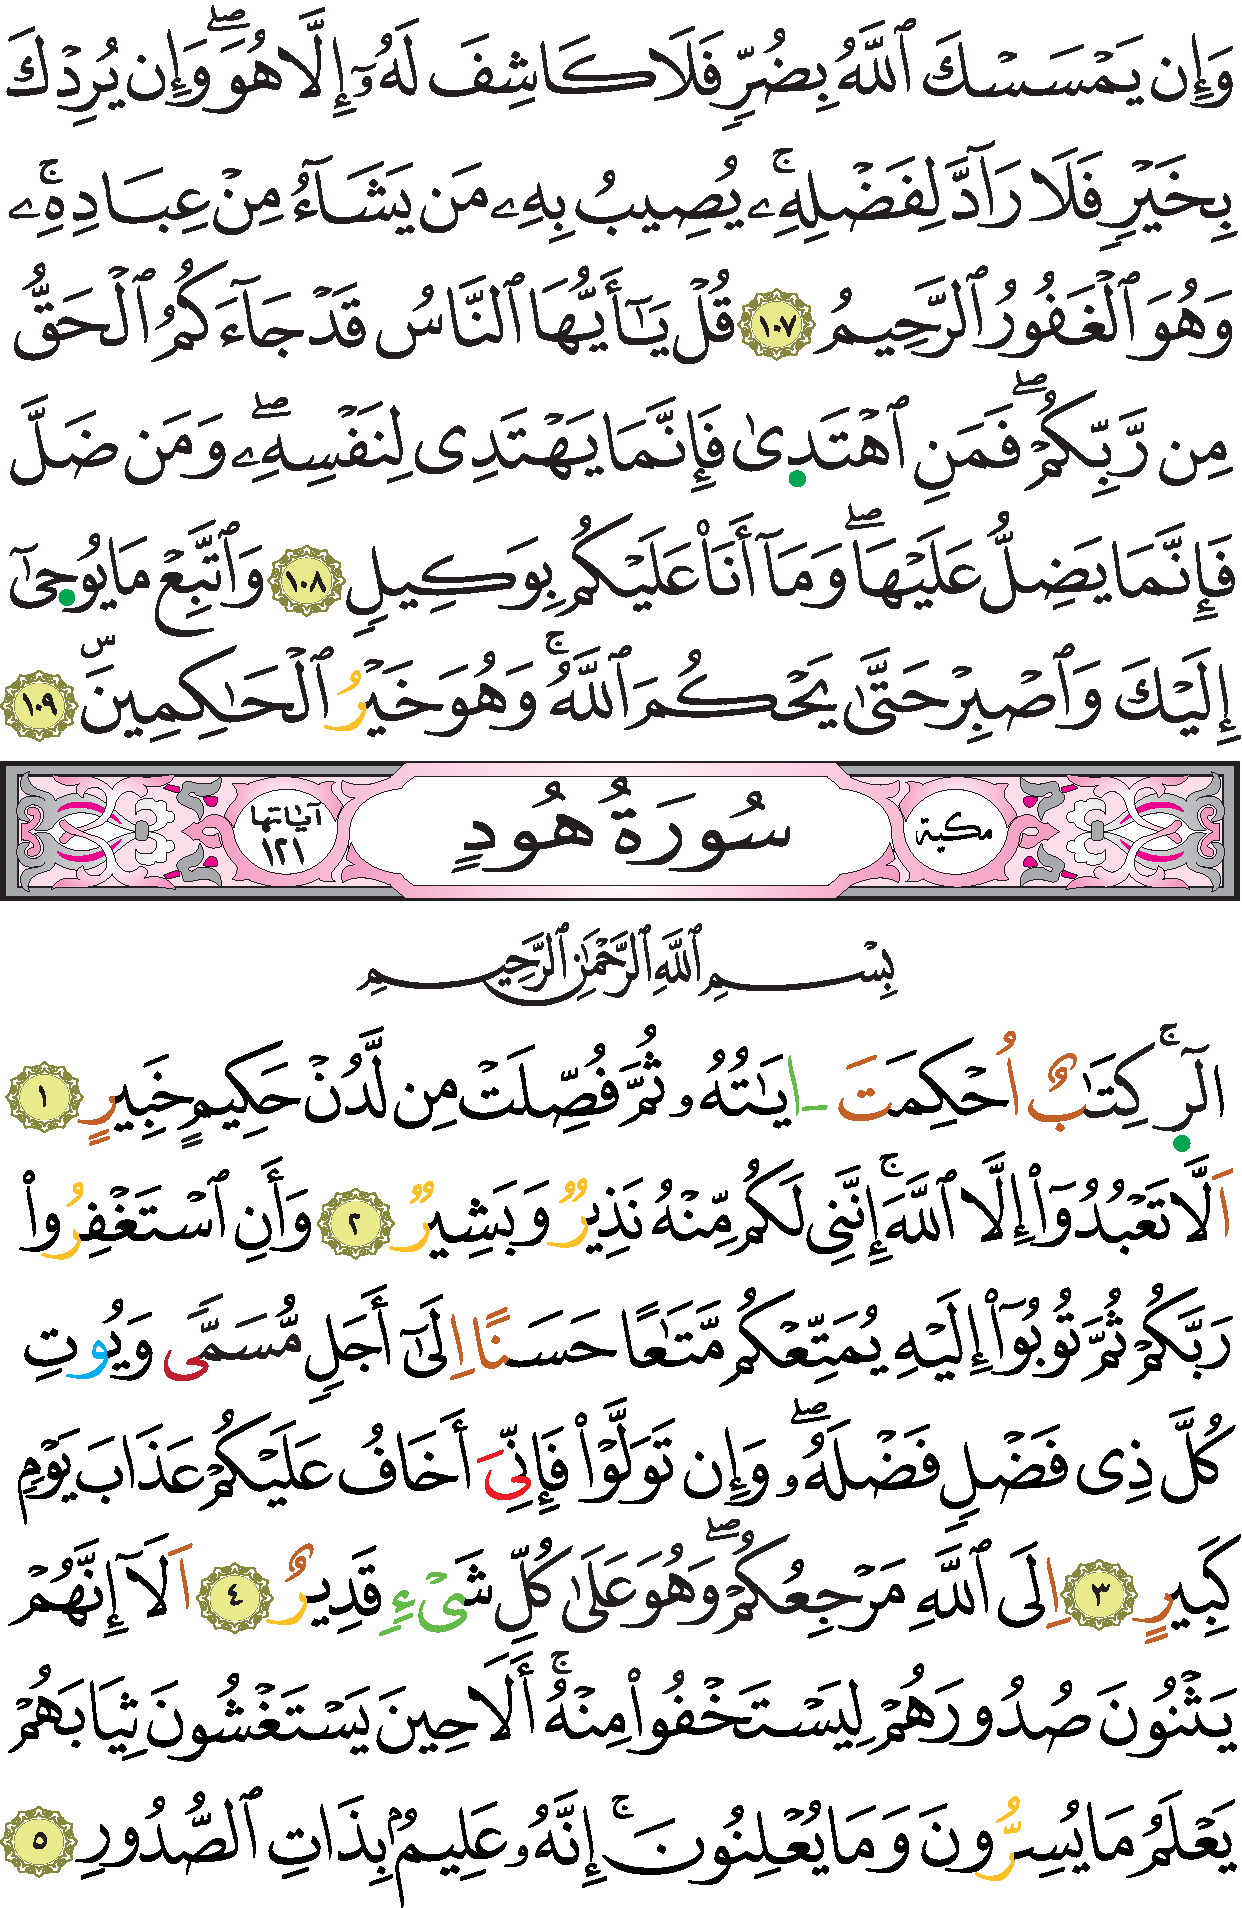 وَإِن يَمْسَسْكَ ٱللَّهُ بِضُرٍّ فَلَا كَاشِفَ لَهُۥٓ إِلَّا هُوَۖ وَإِن يُرِدْكَ
بِخَيْرٍ فَلَا رَآدَّ لِفَضْلِهِۦۚ يُصِيبُ بِهِۦ مَن يَشَآءُ مِنْ عِبَادِهِۦۚ
وَهُوَ ٱلْغَفُورُ ٱلرَّحِيمُ ١٠٧ قُلْ يَٰٓأَيُّهَا ٱلنَّاسُ قَدْ جَآءَكُمُ ٱلْحَقُّ
مِن رَّبِّكُمْۖ فَمَنِ ٱهْتَدِىٰ فَإِنَّمَا يَهْتَدِى لِنَفْسِهِۦۖ وَمَن ضَلَّ
فَإِنَّمَا يَضِلُّ عَلَيْهَاۖ وَمَآ أَنَا۠ عَلَيْكُم بِوَكِيلٍ ١٠٨ وَٱتَّبِعْ مَا يُوحِىٰٓ
إِلَيْكَ وَٱصْبِرْ حَتَّىٰ يَحْكُمَ ٱللَّهُۚ وَهُوَ خَيْرُ ٱلْحَٰكِمِينَۜ ١٠٩
مكية سُورَةُ هُودٍ آياتها ١٢١
بِسْمِ ٱللَّهِ ٱلرَّحْمَٰنِ ٱلرَّحِيمِ
الٓرۚ كِتَٰبٌ اُحْكِمَتَ ـايَٰتُهُۥ ثُمَّ فُصِّلَتْ مِن لَّدُنْ حَكِيمٍ خَبِيرٍ ١
اَلَّا تَعْبُدُوٓا۟ إِلَّا ٱللَّهَۚ إِنَّنِى لَكُم مِّنْهُ نَذِيرٌ وَبَشِيرٌ ٢ وَأَنِ ٱسْتَغْفِرُوا۟
رَبَّكُمْ ثُمَّ تُوبُوٓا۟ إِلَيْهِ يُمَتِّعْكُم مَّتَٰعًا حَسَنًا اِلَىٰٓ أَجَلٍ مُّسَمًّى وَيُوتِ
كُلَّ ذِى فَضْلٍ فَضْلَهُۥۖ وَإِن تَوَلَّوْا۟ فَإِنِّىَ أَخَافُ عَلَيْكُمْ عَذَابَ يَوْمٍ
كَبِيرٍ ٣ اِلَى ٱللَّهِ مَرْجِعُكُمْۖ وَهُوَ عَلَىٰ كُلِّ شَىْءٍ قَدِيرٌ ٤ اَلَآ إِنَّهُمْ
يَثْنُونَ صُدُورَهُمْ لِيَسْتَخْفُوا۟ مِنْهُۚ أَلَا حِينَ يَسْتَغْشُونَ ثِيَابَهُمْ
يَعْلَمُ مَا يُسِرُّونَ وَمَا يُعْلِنُونَۚ إِنَّهُۥ عَلِيمٌۢ بِذَاتِ ٱلصُّدُورِ ٥